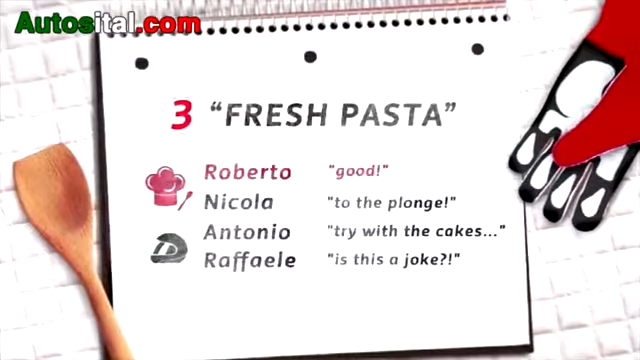 Autosital.com
3 “FRESH PASTA”
Roberto "good!"
Nicola "to the plonge!"
Antonio "try with the cakes..."
Raffaele "is this a joke?!"